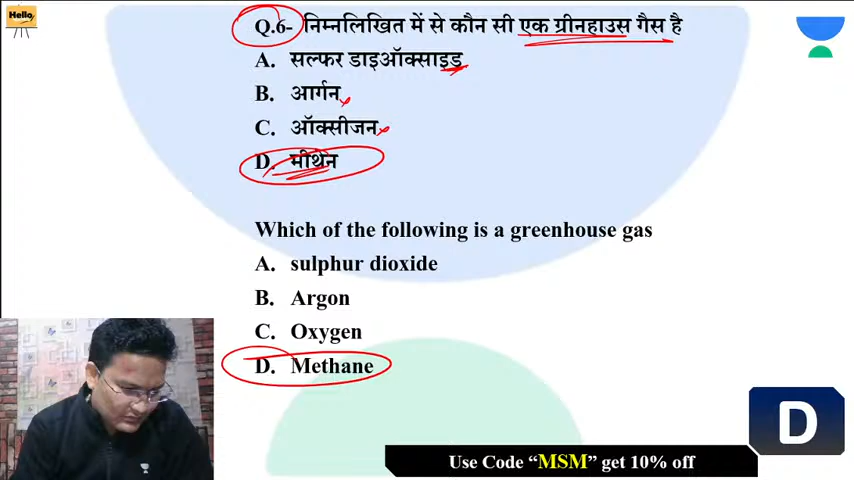 Hello
Q.6- निम्नलिखित में से कौन सी एक ग्रीनहाउस गैस है
A. सल्फर डाइऑक्साइड
B. आर्गन
C. ऑक्सीजन
D. मीथेन
Which of the following is a greenhouse gas
A. sulphur dioxide
B. Argon
C. Oxygen
D. Methane
D
Use Code “MSM” get 10% off